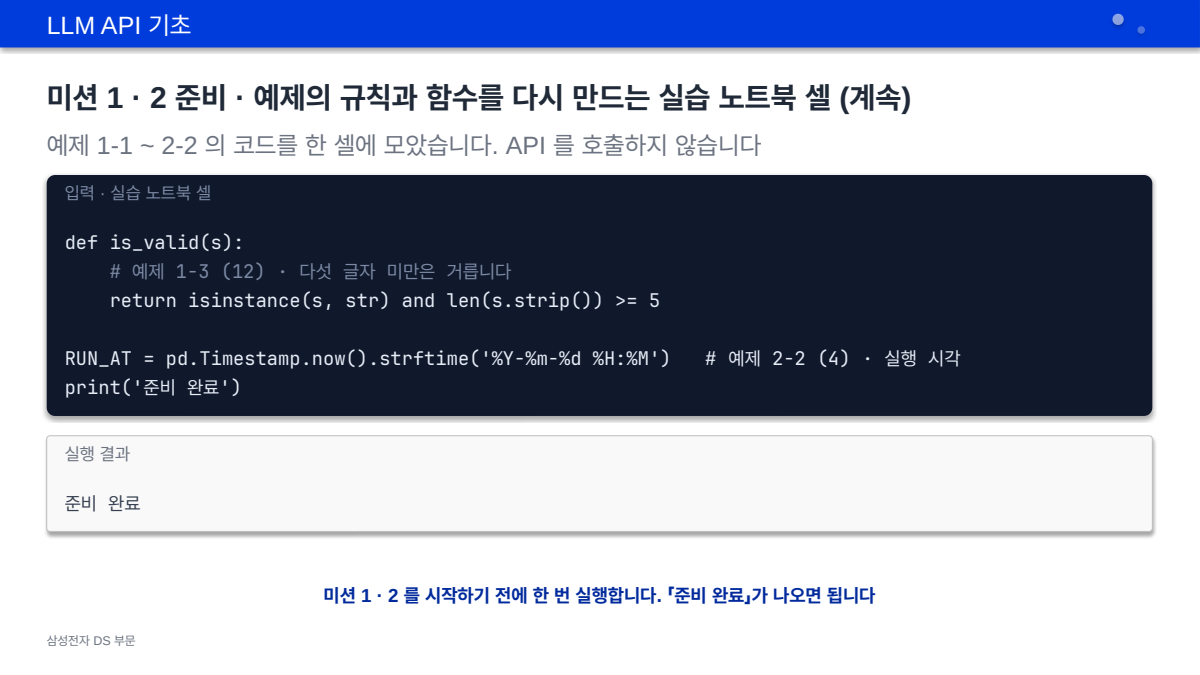 LLM API 기초
미션 1 · 2 준비 · 예제의 규칙과 함수를 다시 만드는 실습 노트북 셀 (계속)
예제 1-1 ~ 2-2 의 코드를 한 셀에 모았습니다. API 를 호출하지 않습니다
입력 · 실습 노트북 셀
def is_valid(s):
    # 예제 1-3 (12) · 다섯 글자 미만은 거릅니다
    return isinstance(s, str) and len(s.strip()) >= 5
RUN_AT = pd.Timestamp.now().strftime('%Y-%m-%d %H:%M')   # 예제 2-2 (4) · 실행 시각
print('준비 완료')
실행 결과
준비 완료
미션 1 · 2 를 시작하기 전에 한 번 실행합니다. 「준비 완료」가 나오면 됩니다
삼성전자 DS 부문